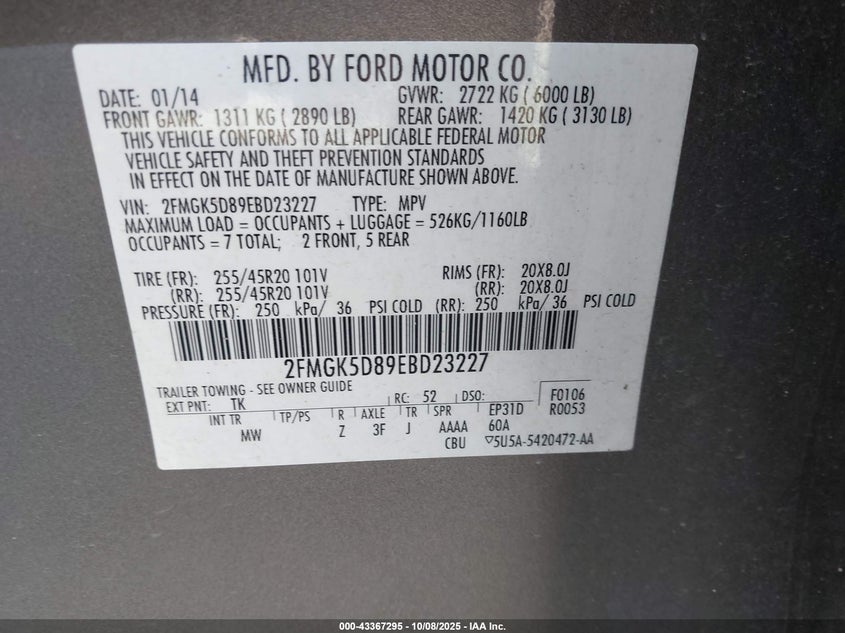 MFD. BY FORD MOTOR CO.
DATE: 01/14 GVWR: 2722 KG ( 6000 LB)
FRONT GAWR: 1311 KG ( 2890 LB) REAR GAWR: 1420 KG ( 3130 LB)
THIS VEHICLE CONFORMS TO ALL APPLICABLE FEDERAL MOTOR
VEHICLE SAFETY AND THEFT PREVENTION STANDARDS
IN EFFECT ON THE DATE OF MANUFACTURE SHOWN ABOVE.
VIN: 2FMGK5D89EBD23227 TYPE: MPV
MAXIMUM LOAD = OCCUPANTS + LUGGAGE = 526KG/1160LB
OCCUPANTS = 7 TOTAL; 2 FRONT, 5 REAR
TIRE (FR): 255/45R20 101V RIMS (FR): 20X8.0J
(RR): 255/45R20 101V (RR): 20X8.0J
PRESSURE (FR): 250 kPa/ 36 PSI COLD (RR): 250 kPa/ 36 PSI COLD
2FMGK5D89EBD23227
TRAILER TOWING - SEE OWNER GUIDE
EXT PNT: TK RC: 52 DSO: F0106
INT TR TP/PS R AXLE TR SPR EP31D R0053
MW Z 3F J AAAA 60A
CBU ▽5U5A-5420472-AA
000-43367295 - 10/08/2025 - IAA Inc.